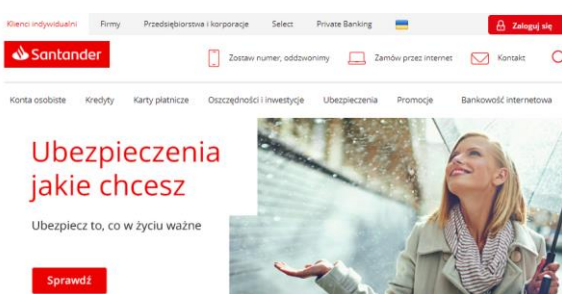 Klienci indywidualni Firmy Przedsiębiorstwa i korporacje Select Private Banking Zaloguj się
Santander Zostaw numer, oddzwonimy Zamów przez internet Kontakt
Konta osobiste Kredyty Karty płatnicze Oszczędności i inwestycje Ubezpieczenia Promocje Bankowość internetowa
Ubezpieczenia
jakie chcesz
Ubezpiecz to, co w życiu ważne
Sprawdź